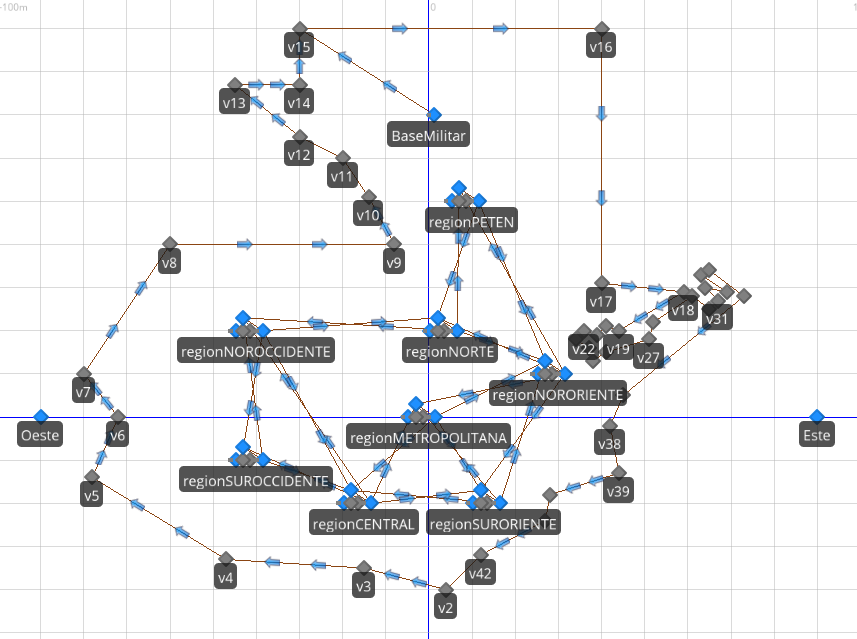 -100m
0
1
v15
v16
v13
v14
BaseMilitar
v12
v11
v10
regionPETEN
v8
v9
v17
v18
v31
v22
v19
v27
regionNOROCCIDENTE
regionNORTE
v7
regionNORORIENTE
Oeste
v6
regionMETROPOLITANA
v38
Este
regionSUROCCIDENTE
v5
v39
regionCENTRAL
regionSURORIENTE
v4
v3
v42
v2